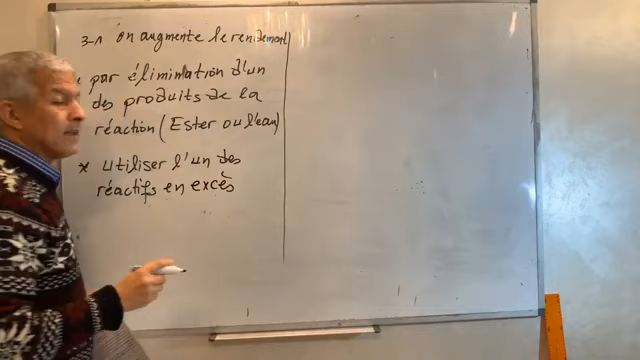 3-1 on augmente le rendement
* par élimination d'un
des produits de la
réaction (Ester ou l'eau)
* utiliser l'un des
réactifs en excès